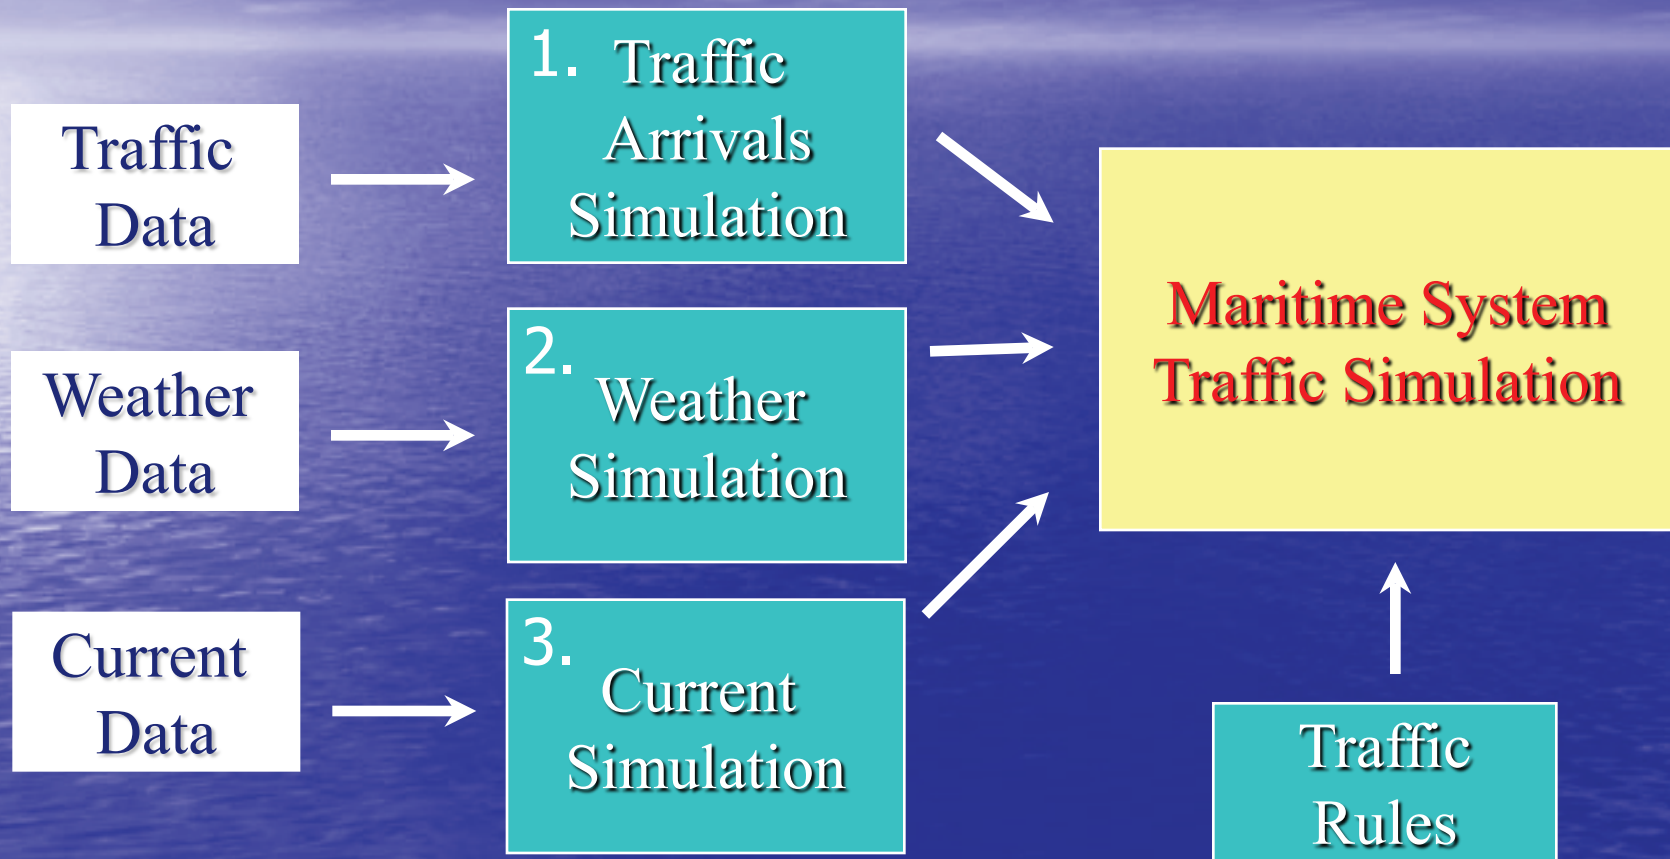 Traffic
Data
1. Traffic
Arrivals
Simulation
Weather
Data
2.
Weather
Simulation
Current
Data
3.
Current
Simulation
Maritime System
Traffic Simulation
Traffic
Rules